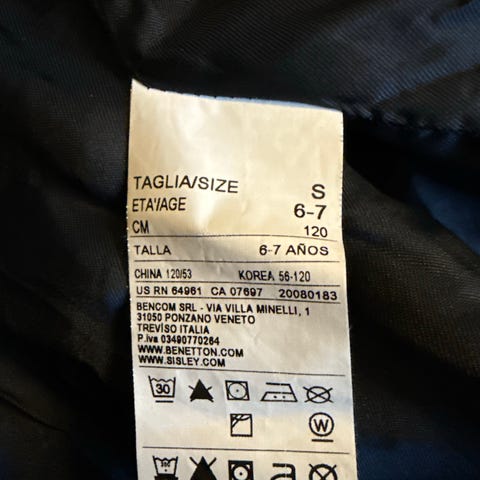 TAGLIA/SIZE S
ETA'/AGE 6-7
CM 120
TALLA 6-7 AÑOS
CHINA 120/53 KOREA 56-120
US RN 64961 CA 07697 20080183
BENCOM SRL - VIA VILLA MINELLI, 1
31050 PONZANO VENETO
TREVISO ITALIA
P.iva 03490770264
WWW.BENETTON.COM
WWW.SISLEY.COM
30
W